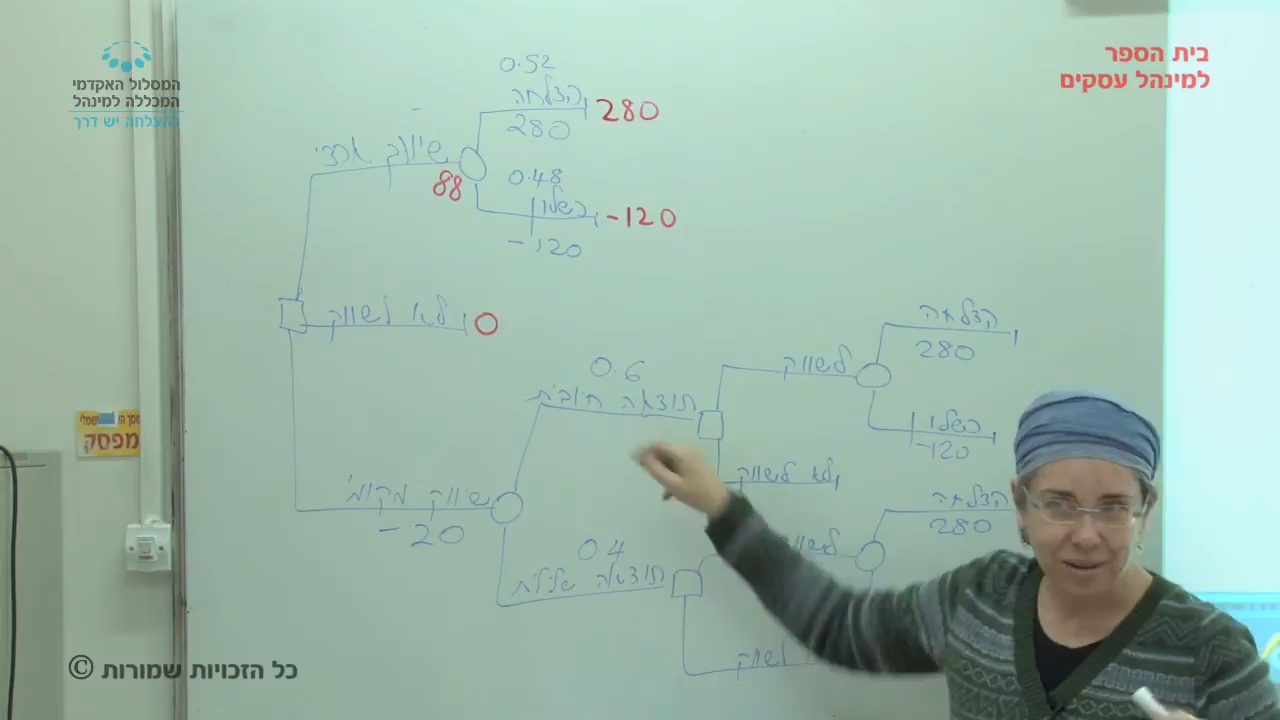 בית הספר
למינהל עסקים
המסלול האקדמי
המכללה למינהל
להצלחה יש דרך
0.52
הצלחה
280
280
שיווק ארצי
88
0.48
כשלון
-120
-120
לא לשווק
0
הצלחה
280
לשווק
0.6
תוצאה חיובית
כשלון
-120
לא לשווק
שיווק מקומי
-20
הצלחה
280
לשווק
0.4
תוצאה שלילית
לשווק
מפסק
כל הזכויות שמורות ©